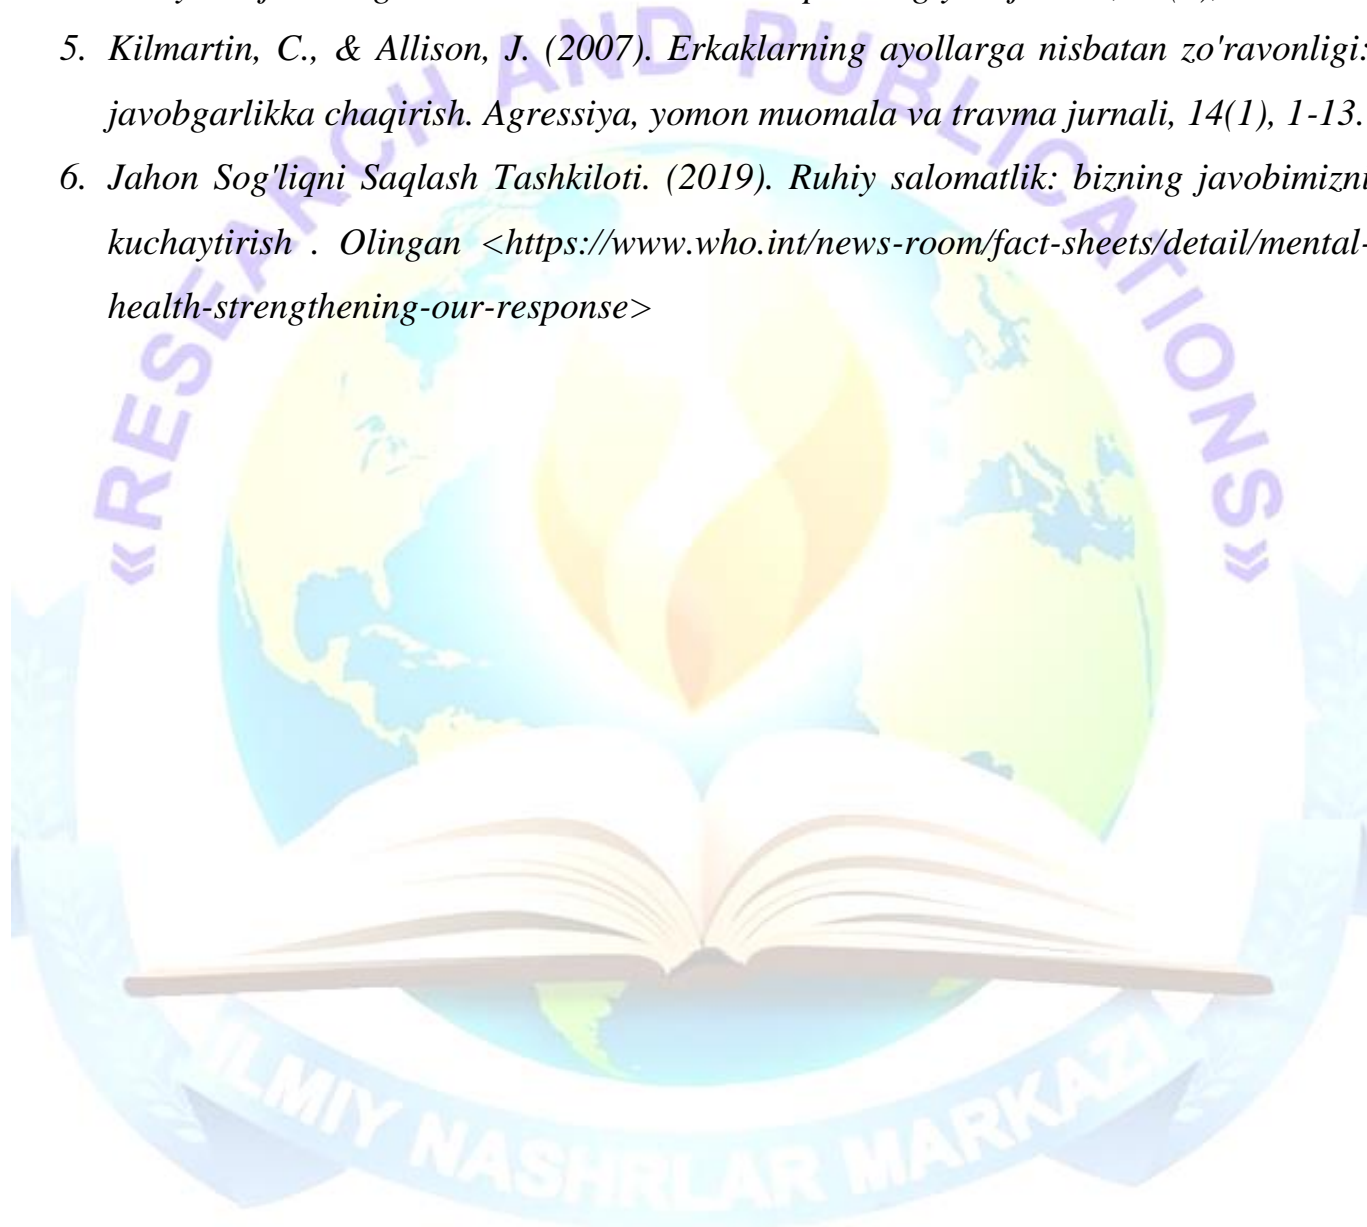 5. Kilmartin, C., & Allison, J. (2007). Erkaklarning ayollarga nisbatan zo'ravonligi:
javobgarlikka chaqirish. Agressiya, yomon muomala va travma jurnali, 14(1), 1-13.
6. Jahon Sog'liqni Saqlash Tashkiloti. (2019). Ruhiy salomatlik: bizning javobimizni
kuchaytirish . Olingan <https://www.who.int/news-room/fact-sheets/detail/mental-
health-strengthening-our-response>
«RESEARCH AND PUBLICATIONS»
ILMIY NASHRLAR MARKAZI